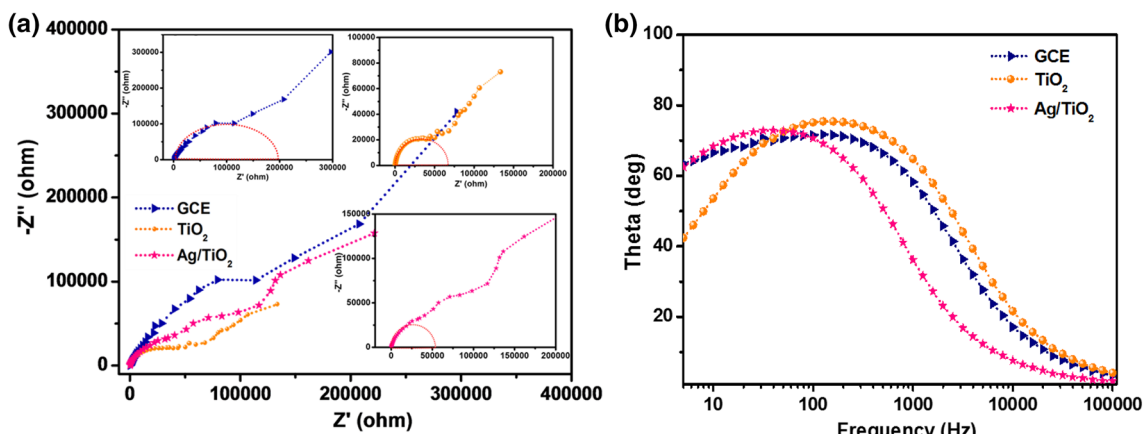 (a)
400000
300000
200000
100000
0
-Z'' (ohm)
0
100000
200000
300000
400000
Z' (ohm)
GCE
TiO2
Ag/TiO2
300000
200000
100000
0
-Z'' (ohm)
0
100000
200000
300000
Z' (ohm)
100000
80000
60000
40000
20000
0
-Z'' (ohm)
0
50000
100000
150000
200000
Z' (ohm)
150000
100000
50000
0
-Z'' (ohm)
0
50000
100000
150000
200000
Z' (ohm)
(b)
100
80
60
40
20
Theta (deg)
10
100
1000
10000
100000
Frequency (Hz)
GCE
TiO2
Ag/TiO2